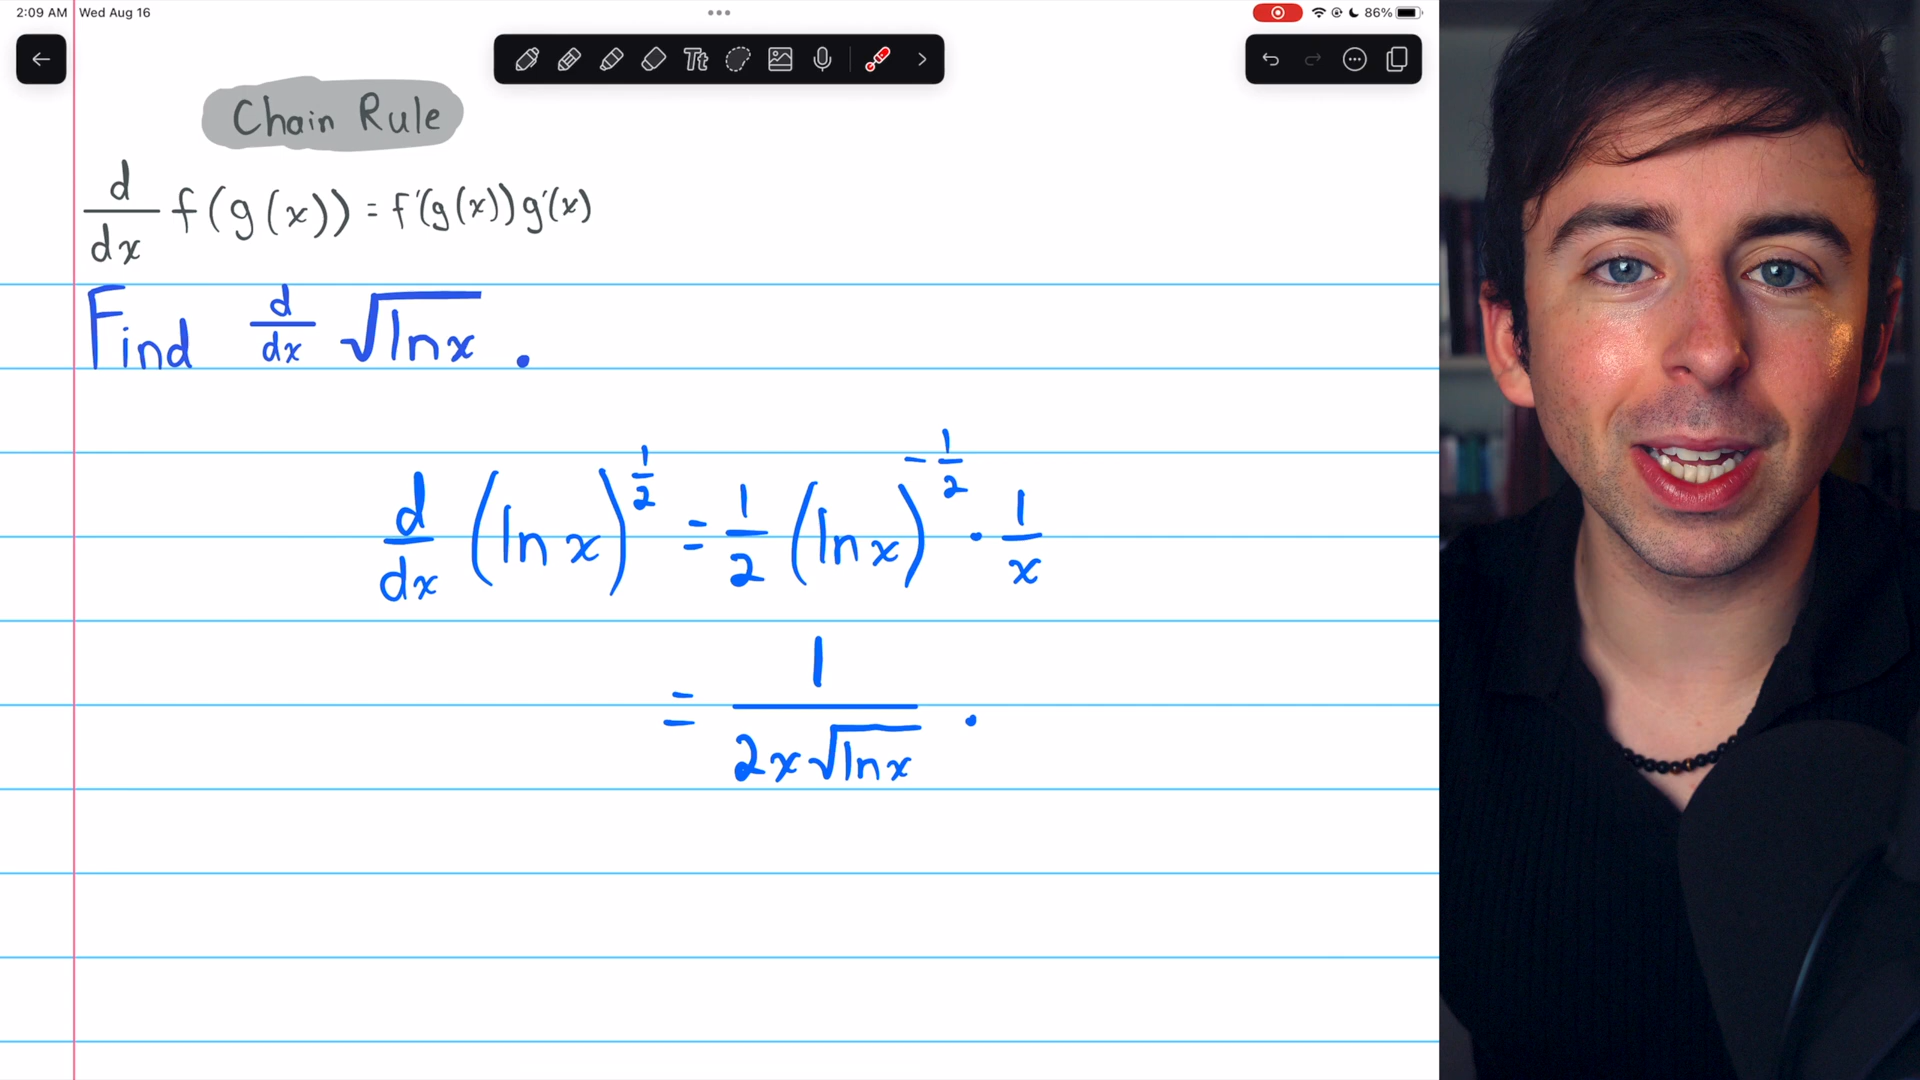 2:09 AM Wed Aug 16
86%
Tt
Chain Rule
d/dx f(g(x)) = f'(g(x))g'(x)
Find d/dx √ln x .
d/dx (ln x)^1/2 = 1/2 (ln x)^-1/2 · 1/x
= 1/2x√ln x .